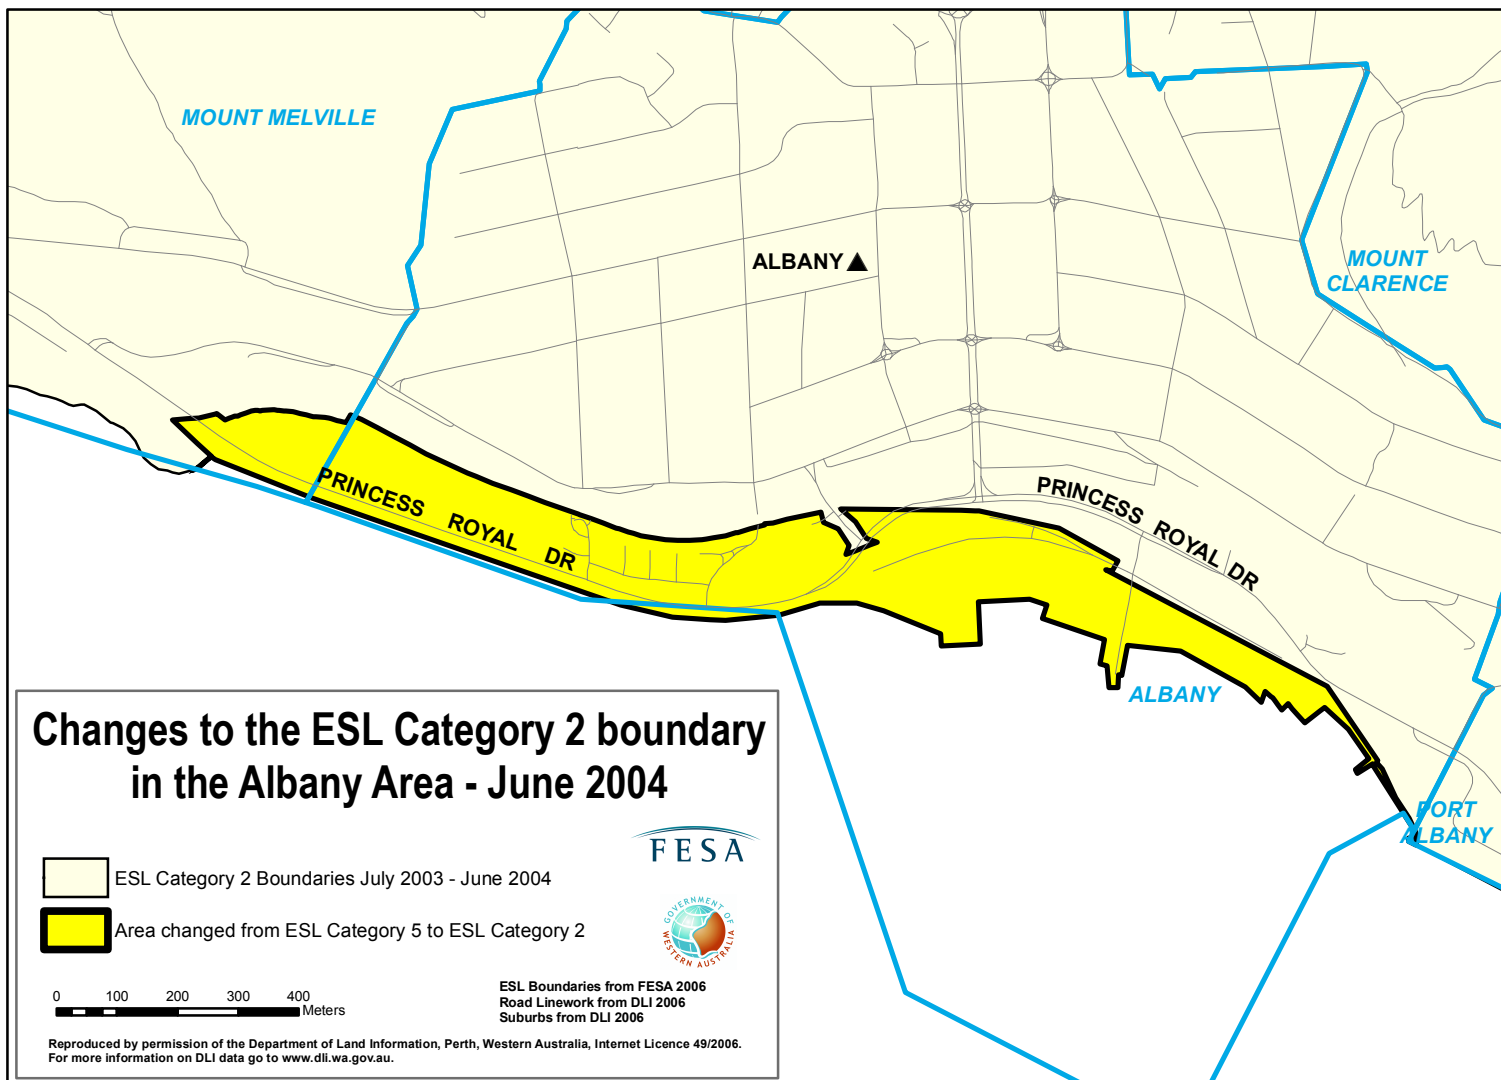 MOUNT MELVILLE
ALBANY
MOUNT
CLARENCE
PRINCESS ROYAL DR
PRINCESS ROYAL DR
ALBANY
PORT
ALBANY
Changes to the ESL Category 2 boundary
in the Albany Area - June 2004
FESA
ESL Category 2 Boundaries July 2003 - June 2004
Area changed from ESL Category 5 to ESL Category 2
GOVERNMENT OF
WESTERN AUSTRALIA
0 100 200 300 400
Meters
ESL Boundaries from FESA 2006
Road Linework from DLI 2006
Suburbs from DLI 2006
Reproduced by permission of the Department of Land Information, Perth, Western Australia, Internet Licence 49/2006.
For more information on DLI data go to www.dli.wa.gov.au.